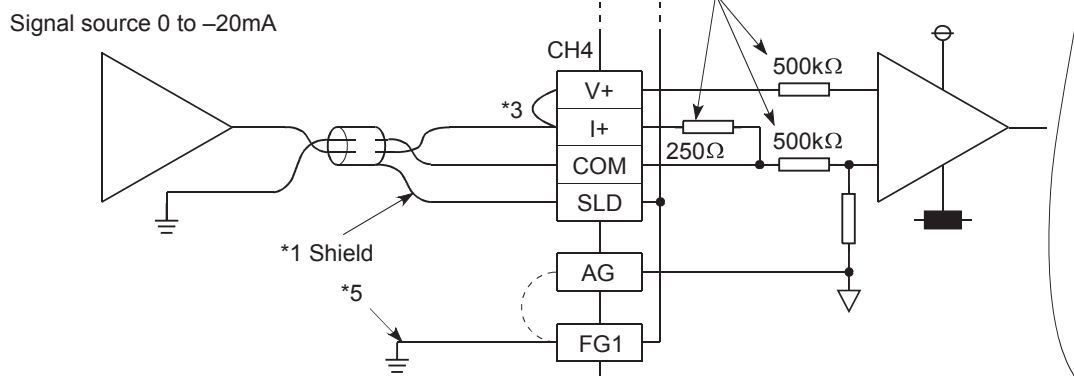 Signal source 0 to –20mA
CH4
500kΩ
V+
*3
I+
500kΩ
250Ω
COM
SLD
*1 Shield
AG
*5
FG1